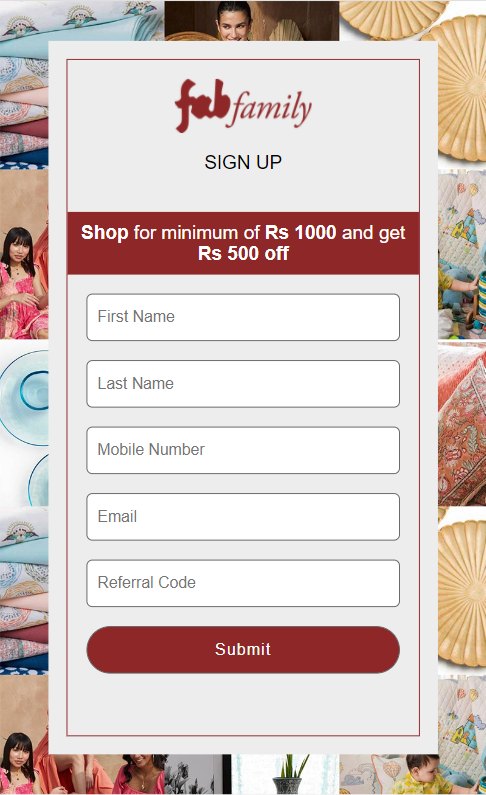 fabfamily
SIGN UP
Shop for minimum of Rs 1000 and get
Rs 500 off
First Name
Last Name
Mobile Number
Email
Referral Code
Submit